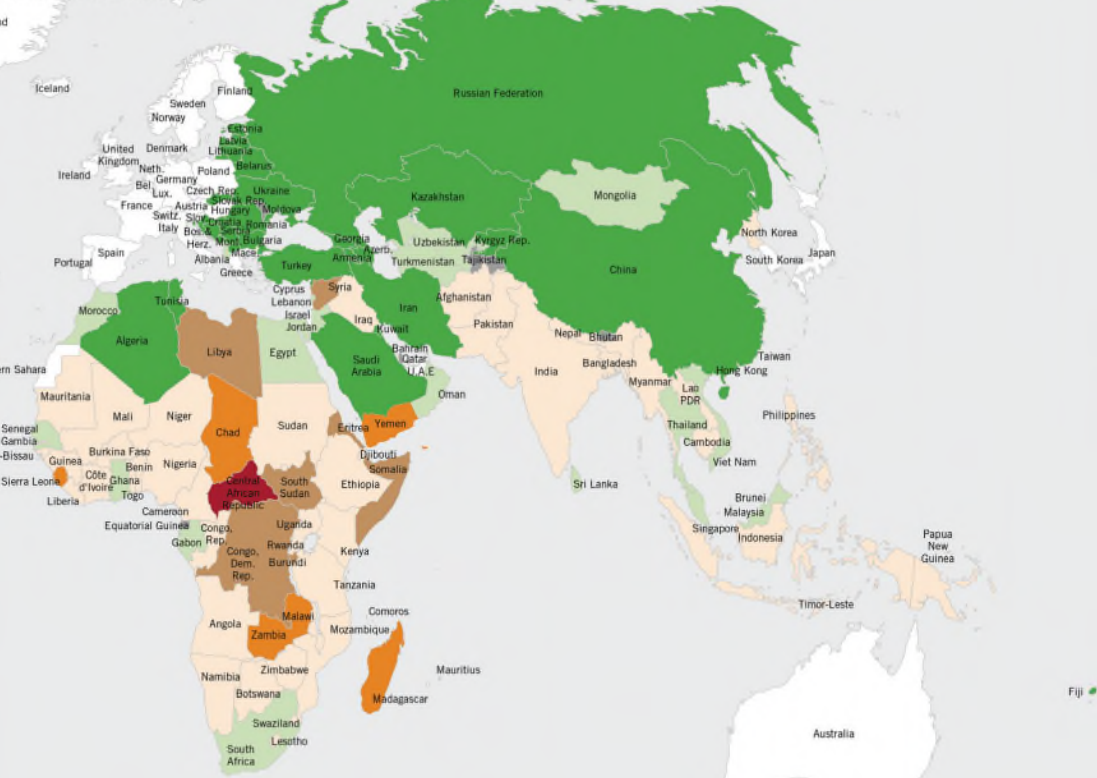 nd
Iceland
Finland
Sweden
Norway
Russian Federation
Estonia
Latvia
Lithuania
United
Kingdom
Denmark
Ireland
Neth.
Poland
Belarus
Germany
Bel.
Lux.
Czech Rep.
Ukraine
Slovak Rep.
Kazakhstan
Mongolia
France
Austria
Hungary
Moldova
Switz.
Slov.
Croatia
Romania
Italy
Bos.&
Herz.
Serbia
Mont.
Bulgaria
North Korea
Georgia
Uzbekistan
Kyrgyz Rep.
Spain
Mace.
Azerb.
Armenia
Japan
Portugal
Albania
Turkey
Turkmenistan
Tajikistan
South Korea
Greece
China
Cyprus
Syria
Lebanon
Afghanistan
Tunisia
Israel
Iran
Morocco
Jordan
Iraq
Kuwait
Pakistan
Nepal
Bhutan
Algeria
Libya
Egypt
Bahrain
Qatar
Taiwan
Saudi
Arabia
U.A.E
India
Bangladesh
Hong Kong
ern Sahara
Myanmar
Lao
PDR
Mauritania
Oman
Mali
Niger
Philippines
Senegal
Chad
Sudan
Eritrea
Yemen
Thailand
Gambia
Cambodia
-Bissau
Burkina Faso
Djibouti
Guinea
Benin
Nigeria
Viet Nam
Somalia
Sierra Leone
Côte
d'Ivoire
Ghana
Central
African
Republic
South
Sudan
Ethiopia
Sri Lanka
Liberia
Togo
Brunei
Cameroon
Malaysia
Equatorial Guinea
Uganda
Singapore
Congo,
Rep.
Indonesia
Gabon
Papua
New
Guinea
Congo,
Dem.
Rep.
Rwanda
Kenya
Burundi
Tanzania
Timor-Leste
Comoros
Malawi
Angola
Mozambique
Zambia
Mauritius
Zimbabwe
Namibia
Botswana
Madagascar
Fiji
Swaziland
Australia
Lesotho
South
Africa